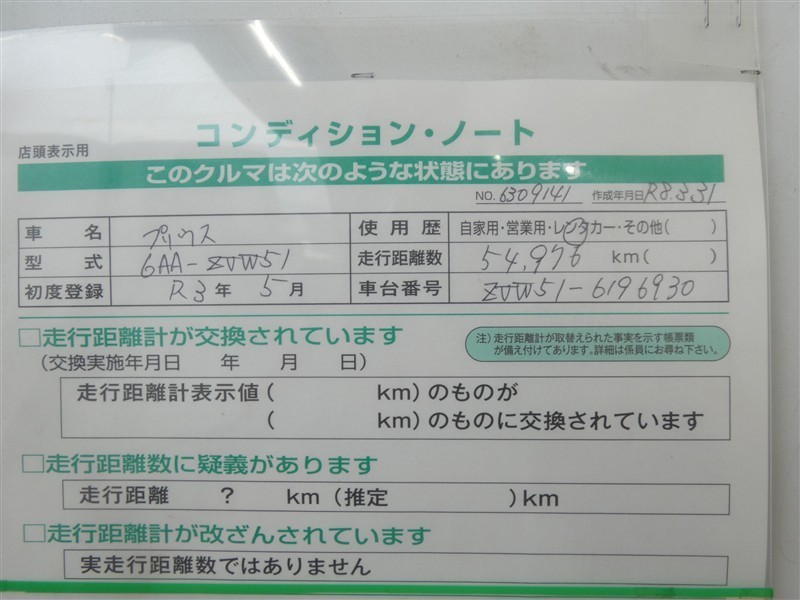 コンディション・ノート
店頭表示用
このクルマは次のような状態にあります
NO. 6309141 作成年月日 R8.3.31
車名 プリウス 使用歴 自家用・営業用・レンタカー・その他( )
型式 6AA-ZVW51 走行距離数 54,976 km( )
初度登録 R3年 5月 車台番号 ZVW51-6196930
□走行距離計が交換されています
(交換実施年月日 年 月 日)
注)走行距離計が取替えられた事実を示す帳票類
が備え付けてあります。詳細は係員にお尋ね下さい。
走行距離計表示値( km)のものが
( km)のものに交換されています
□走行距離数に疑義があります
走行距離 ? km(推定 )km
□走行距離計が改ざんされています
実走行距離数ではありません